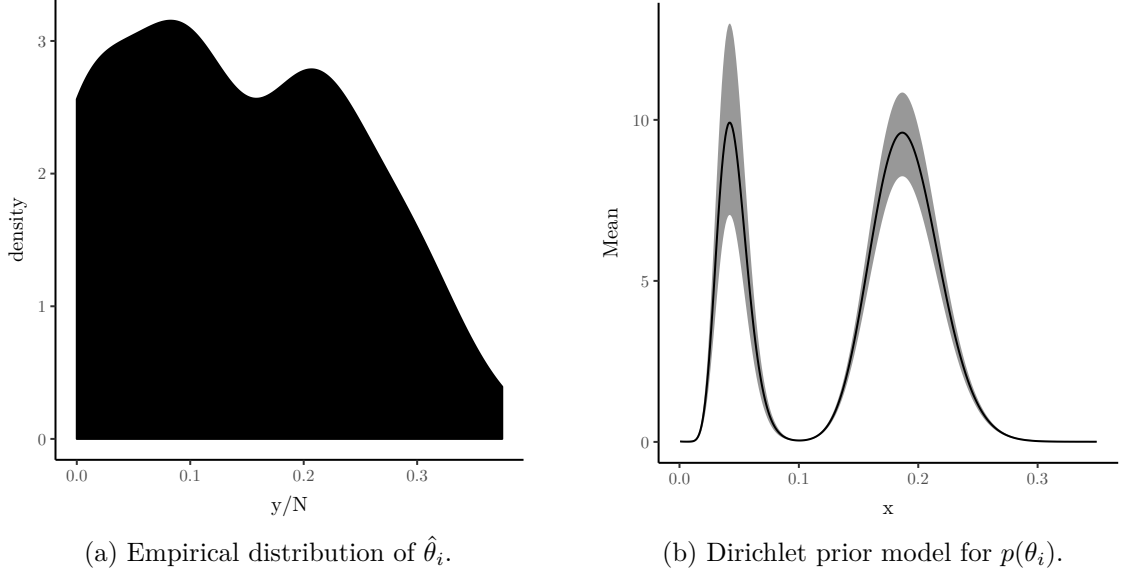 3
2
1
0
density
0.0 0.1 0.2 0.3
y/N
(a) Empirical distribution of θ̂ᵢ.
10
5
0
Mean
0.0 0.1 0.2 0.3
x
(b) Dirichlet prior model for p(θᵢ).